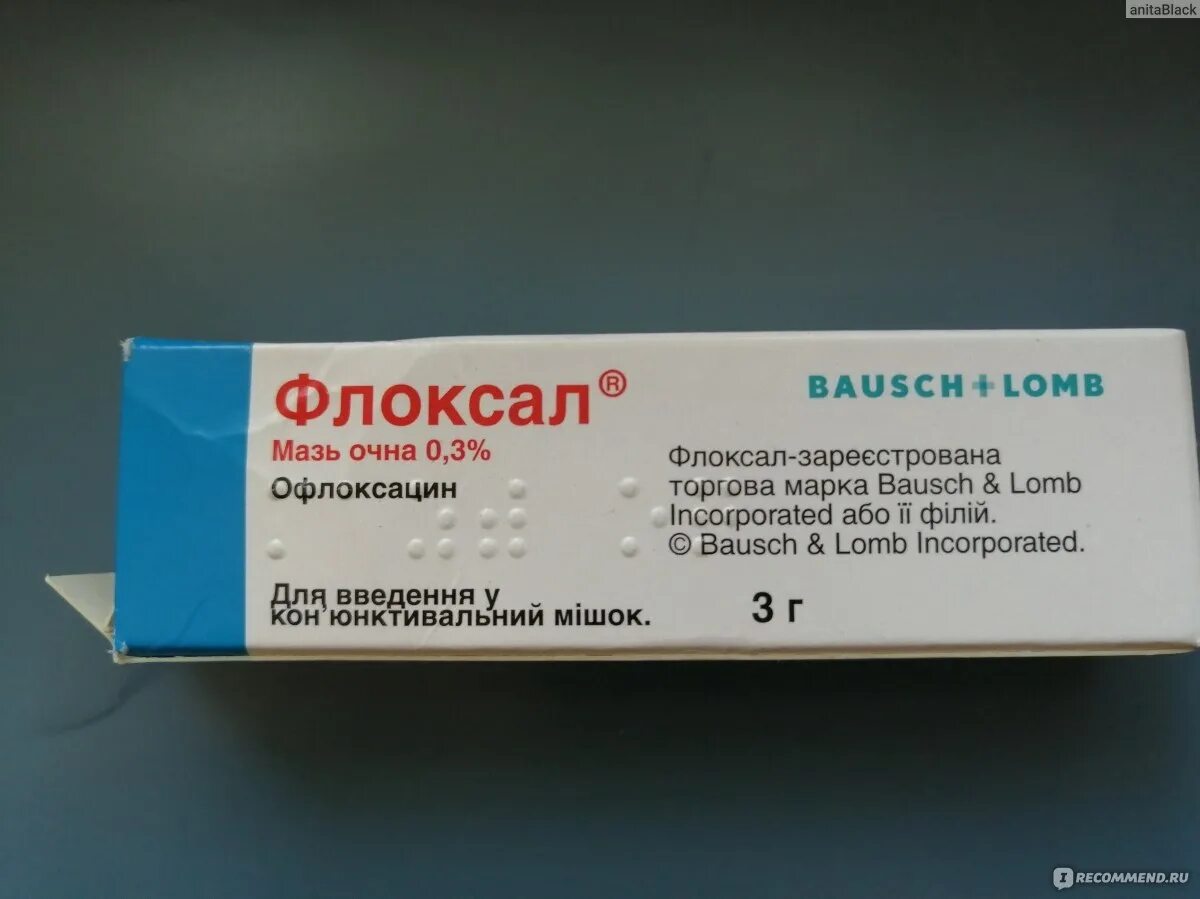 anitaBlack
Флоксал®
Мазь очна 0,3%
Офлоксацин
Для введення у
кон'юнктивальний мішок.
3 г
BAUSCH + LOMB
Флоксал-зареєстрована
торгова марка Bausch & Lomb
Incorporated або її філій.
© Bausch & Lomb Incorporated.
I RECOMMEND.RU